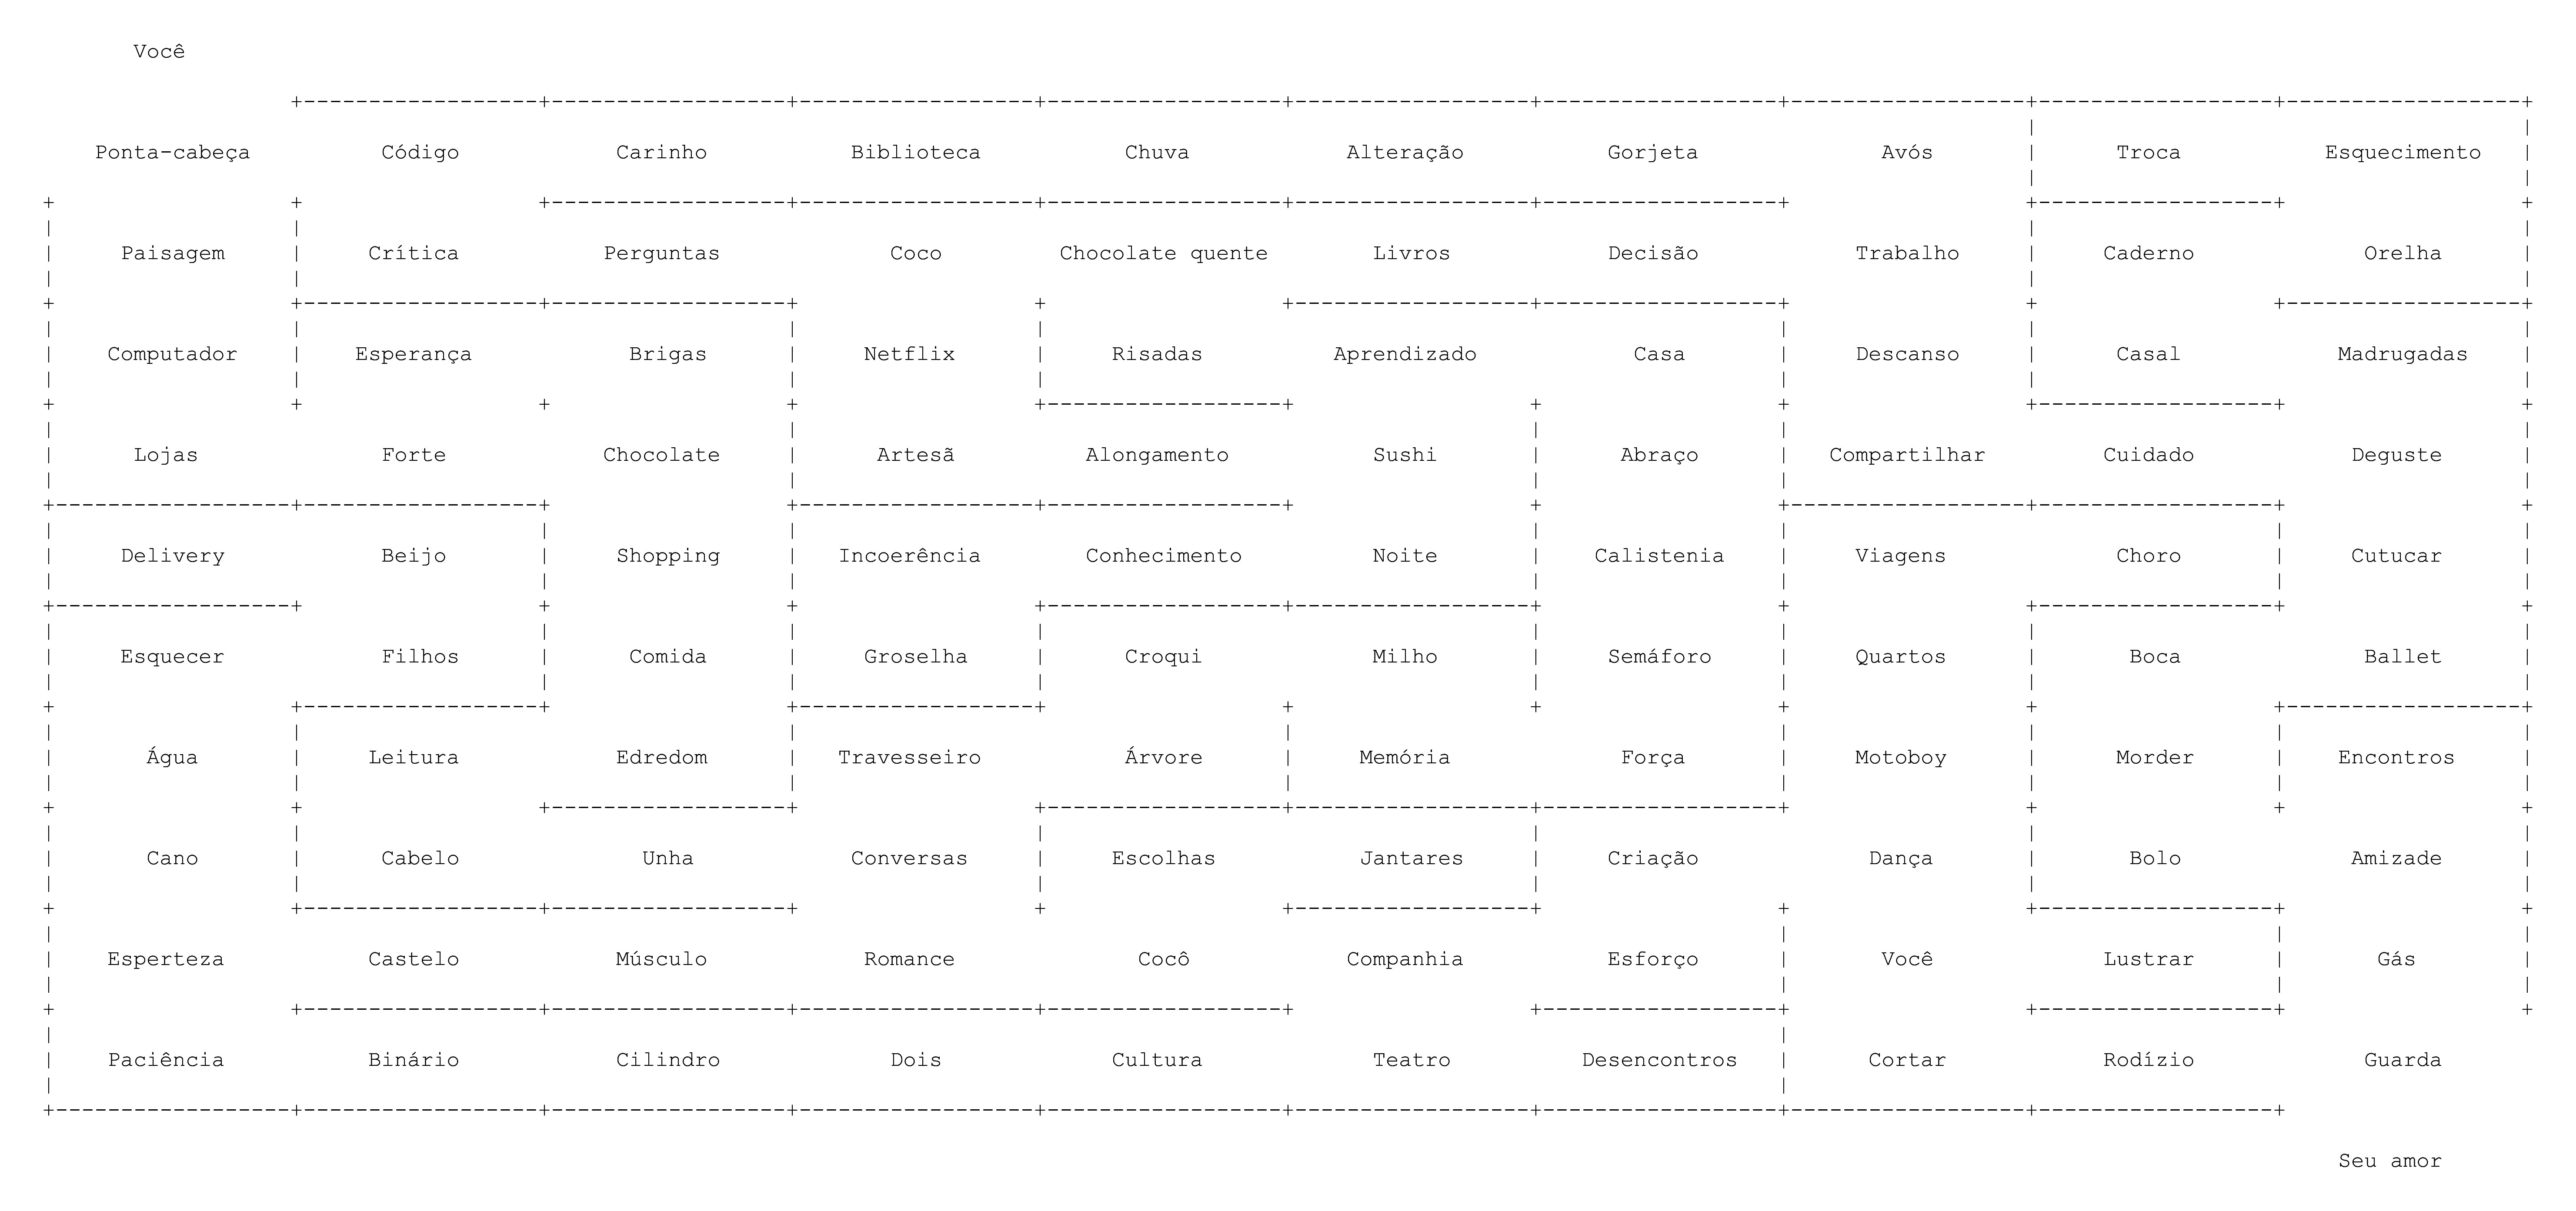 Você
Ponta-cabeça Código Carinho Biblioteca Chuva Alteração Gorjeta Avós Troca Esquecimento
Paisagem Crítica Perguntas Coco Chocolate quente Livros Decisão Trabalho Caderno Orelha
Computador Esperança Brigas Netflix Risadas Aprendizado Casa Descanso Casal Madrugadas
Lojas Forte Chocolate Artesã Alongamento Sushi Abraço Compartilhar Cuidado Deguste
Delivery Beijo Shopping Incoerência Conhecimento Noite Calistenia Viagens Choro Cutucar
Esquecer Filhos Comida Groselha Croqui Milho Semáforo Quartos Boca Ballet
Água Leitura Edredom Travesseiro Árvore Memória Força Motoboy Morder Encontros
Cano Cabelo Unha Conversas Escolhas Jantares Criação Dança Bolo Amizade
Esperteza Castelo Músculo Romance Cocô Companhia Esforço Você Lustrar Gás
Paciência Binário Cilindro Dois Cultura Teatro Desencontros Cortar Rodízio Guarda
Seu amor